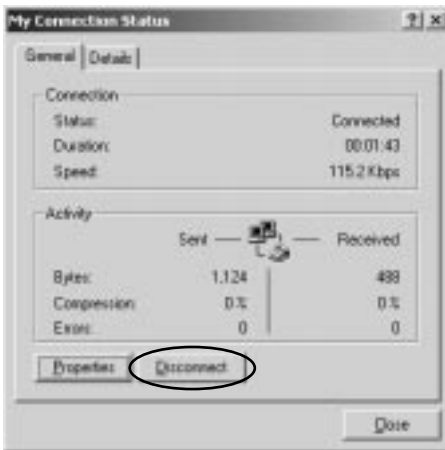 My Connection Status
General Details
Connection
Status: Connected
Duration: 00:01:43
Speed: 115.2 Kbps
Activity
Sent Received
Bytes: 1,124 488
Compression: 0 % 0 %
Errors: 0 0
Properties Disconnect
Close